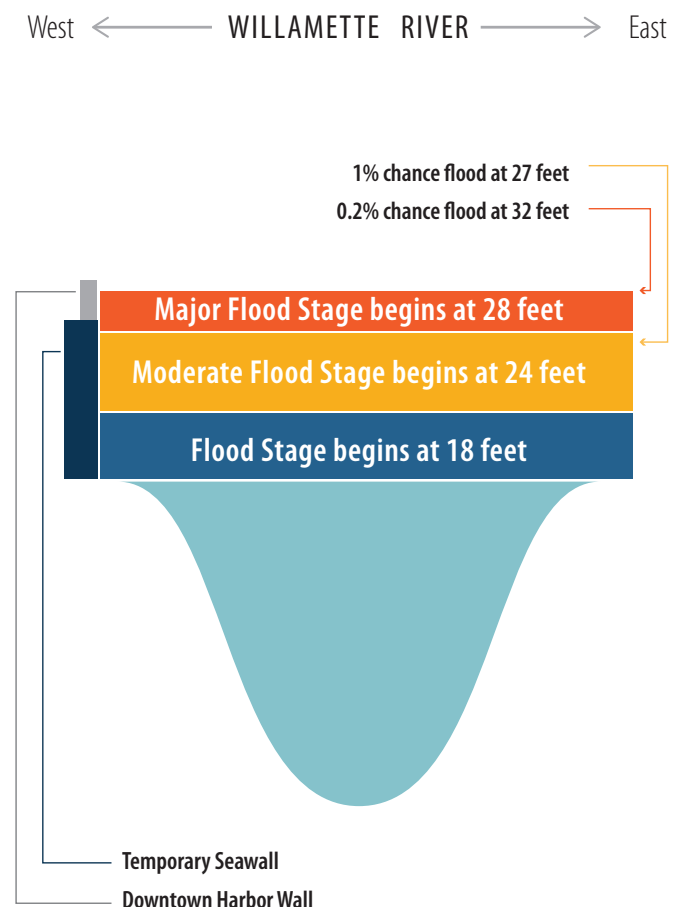 West WILLAMETTE RIVER East
1% chance flood at 27 feet
0.2% chance flood at 32 feet
Major Flood Stage begins at 28 feet
Moderate Flood Stage begins at 24 feet
Flood Stage begins at 18 feet
Temporary Seawall
Downtown Harbor Wall